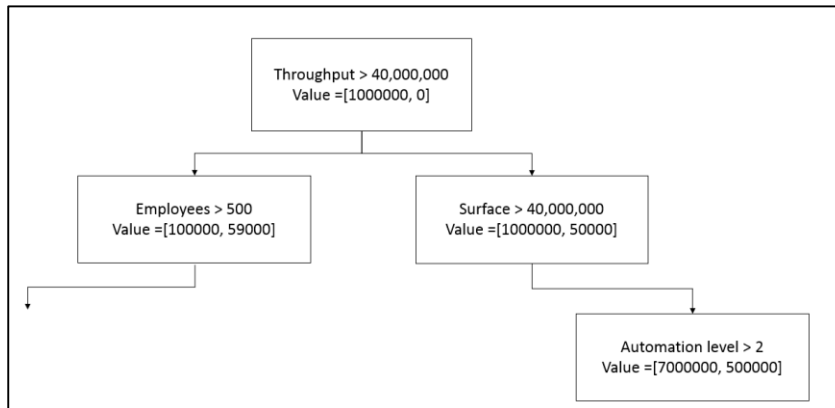 Throughput > 40,000,000
Value =[1000000, 0]
Employees > 500
Value =[100000, 59000]
Surface > 40,000,000
Value =[1000000, 50000]
Automation level > 2
Value =[7000000, 500000]